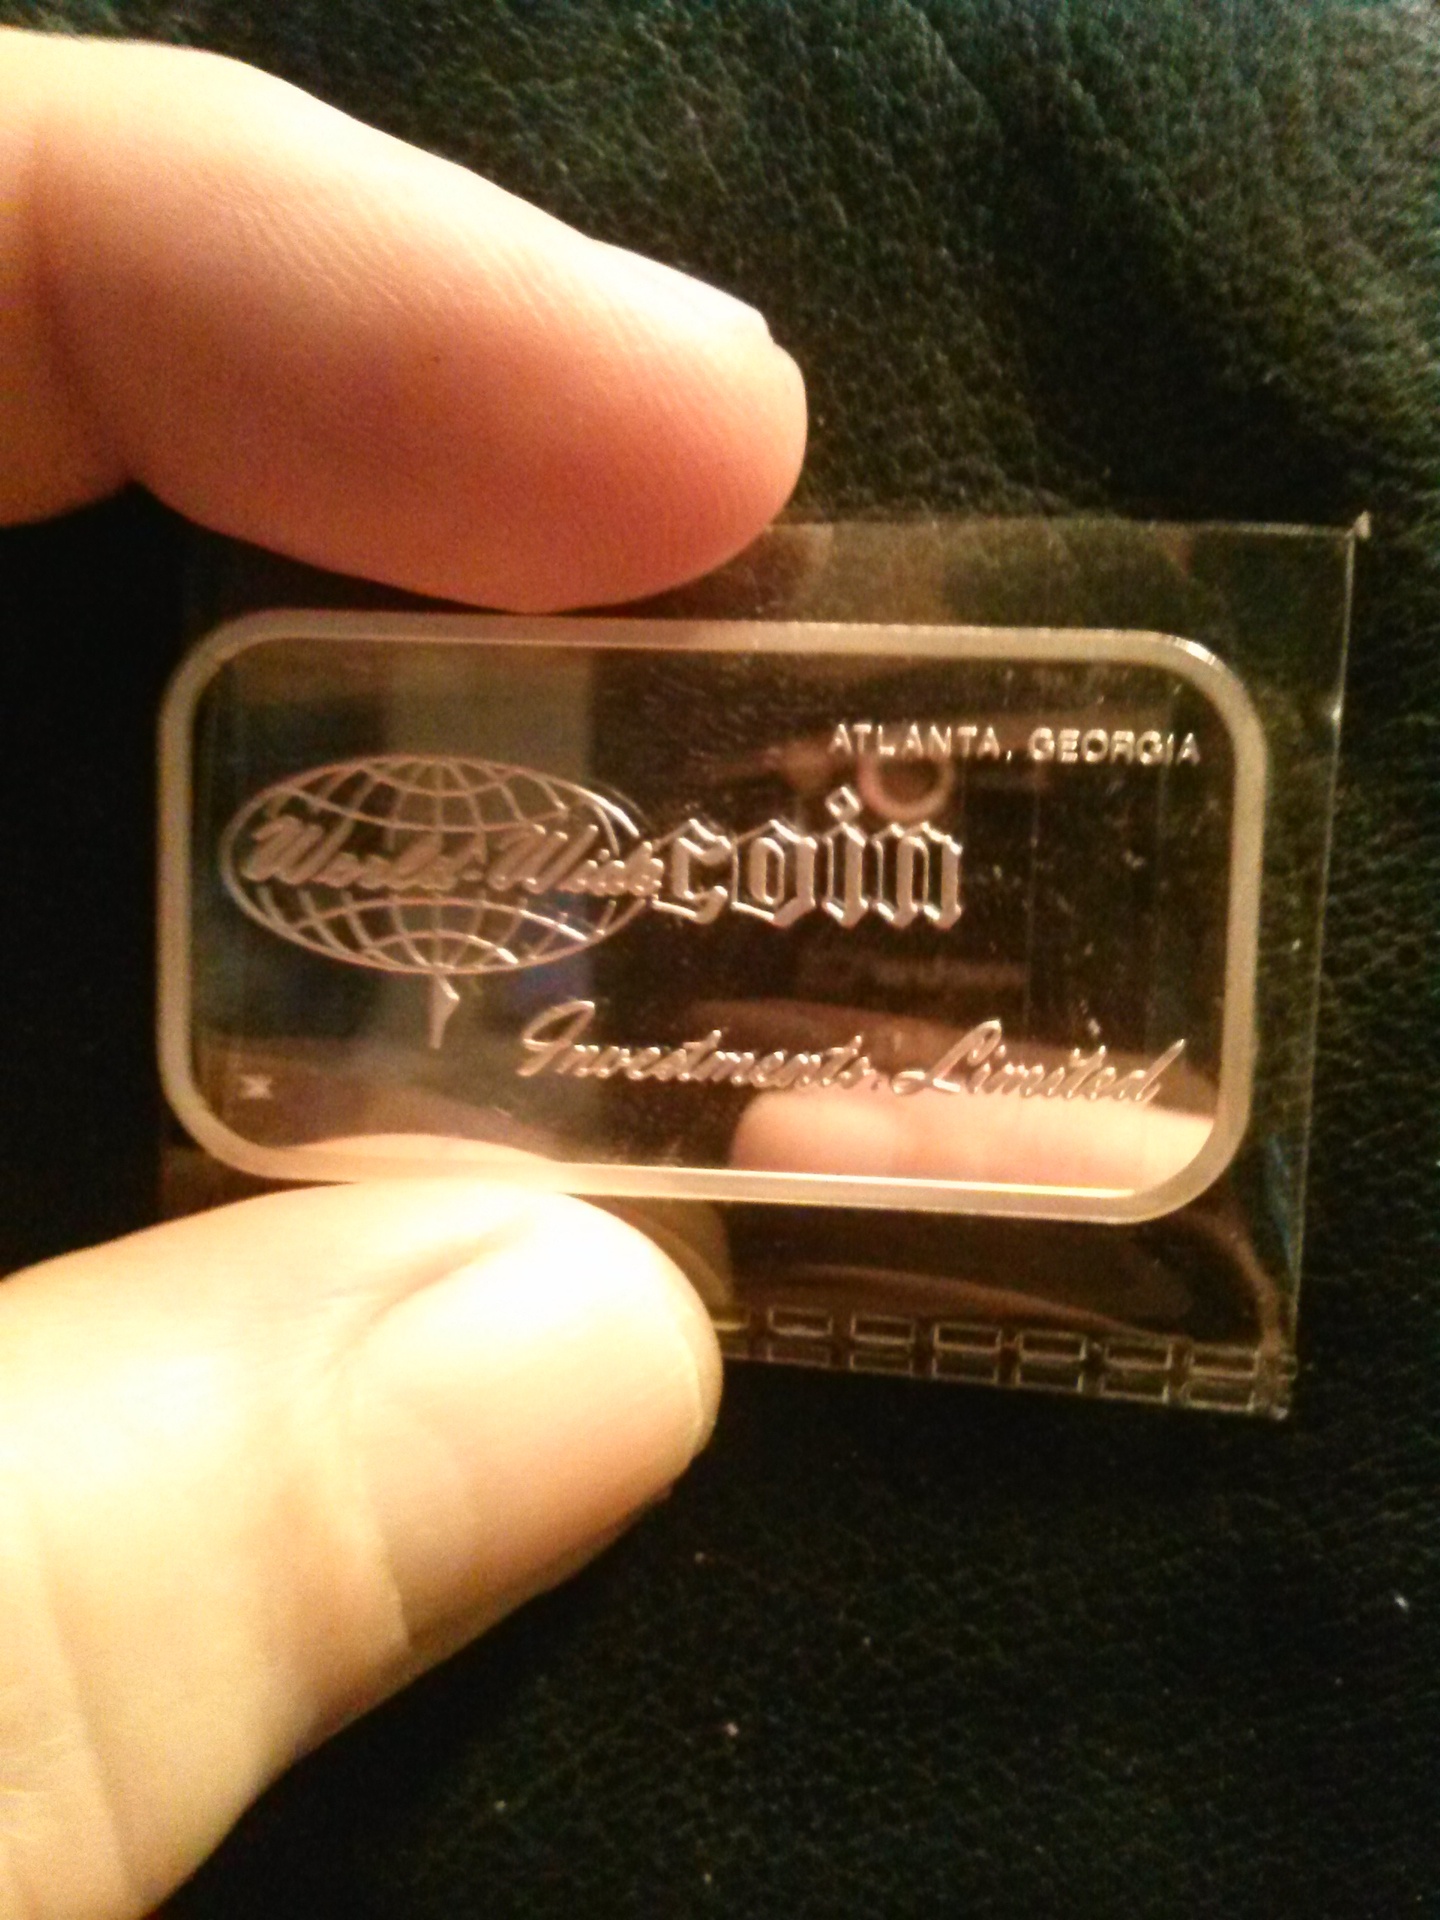 ATLANTA, GEORGIA
World-Wide coin
Investments, Limited